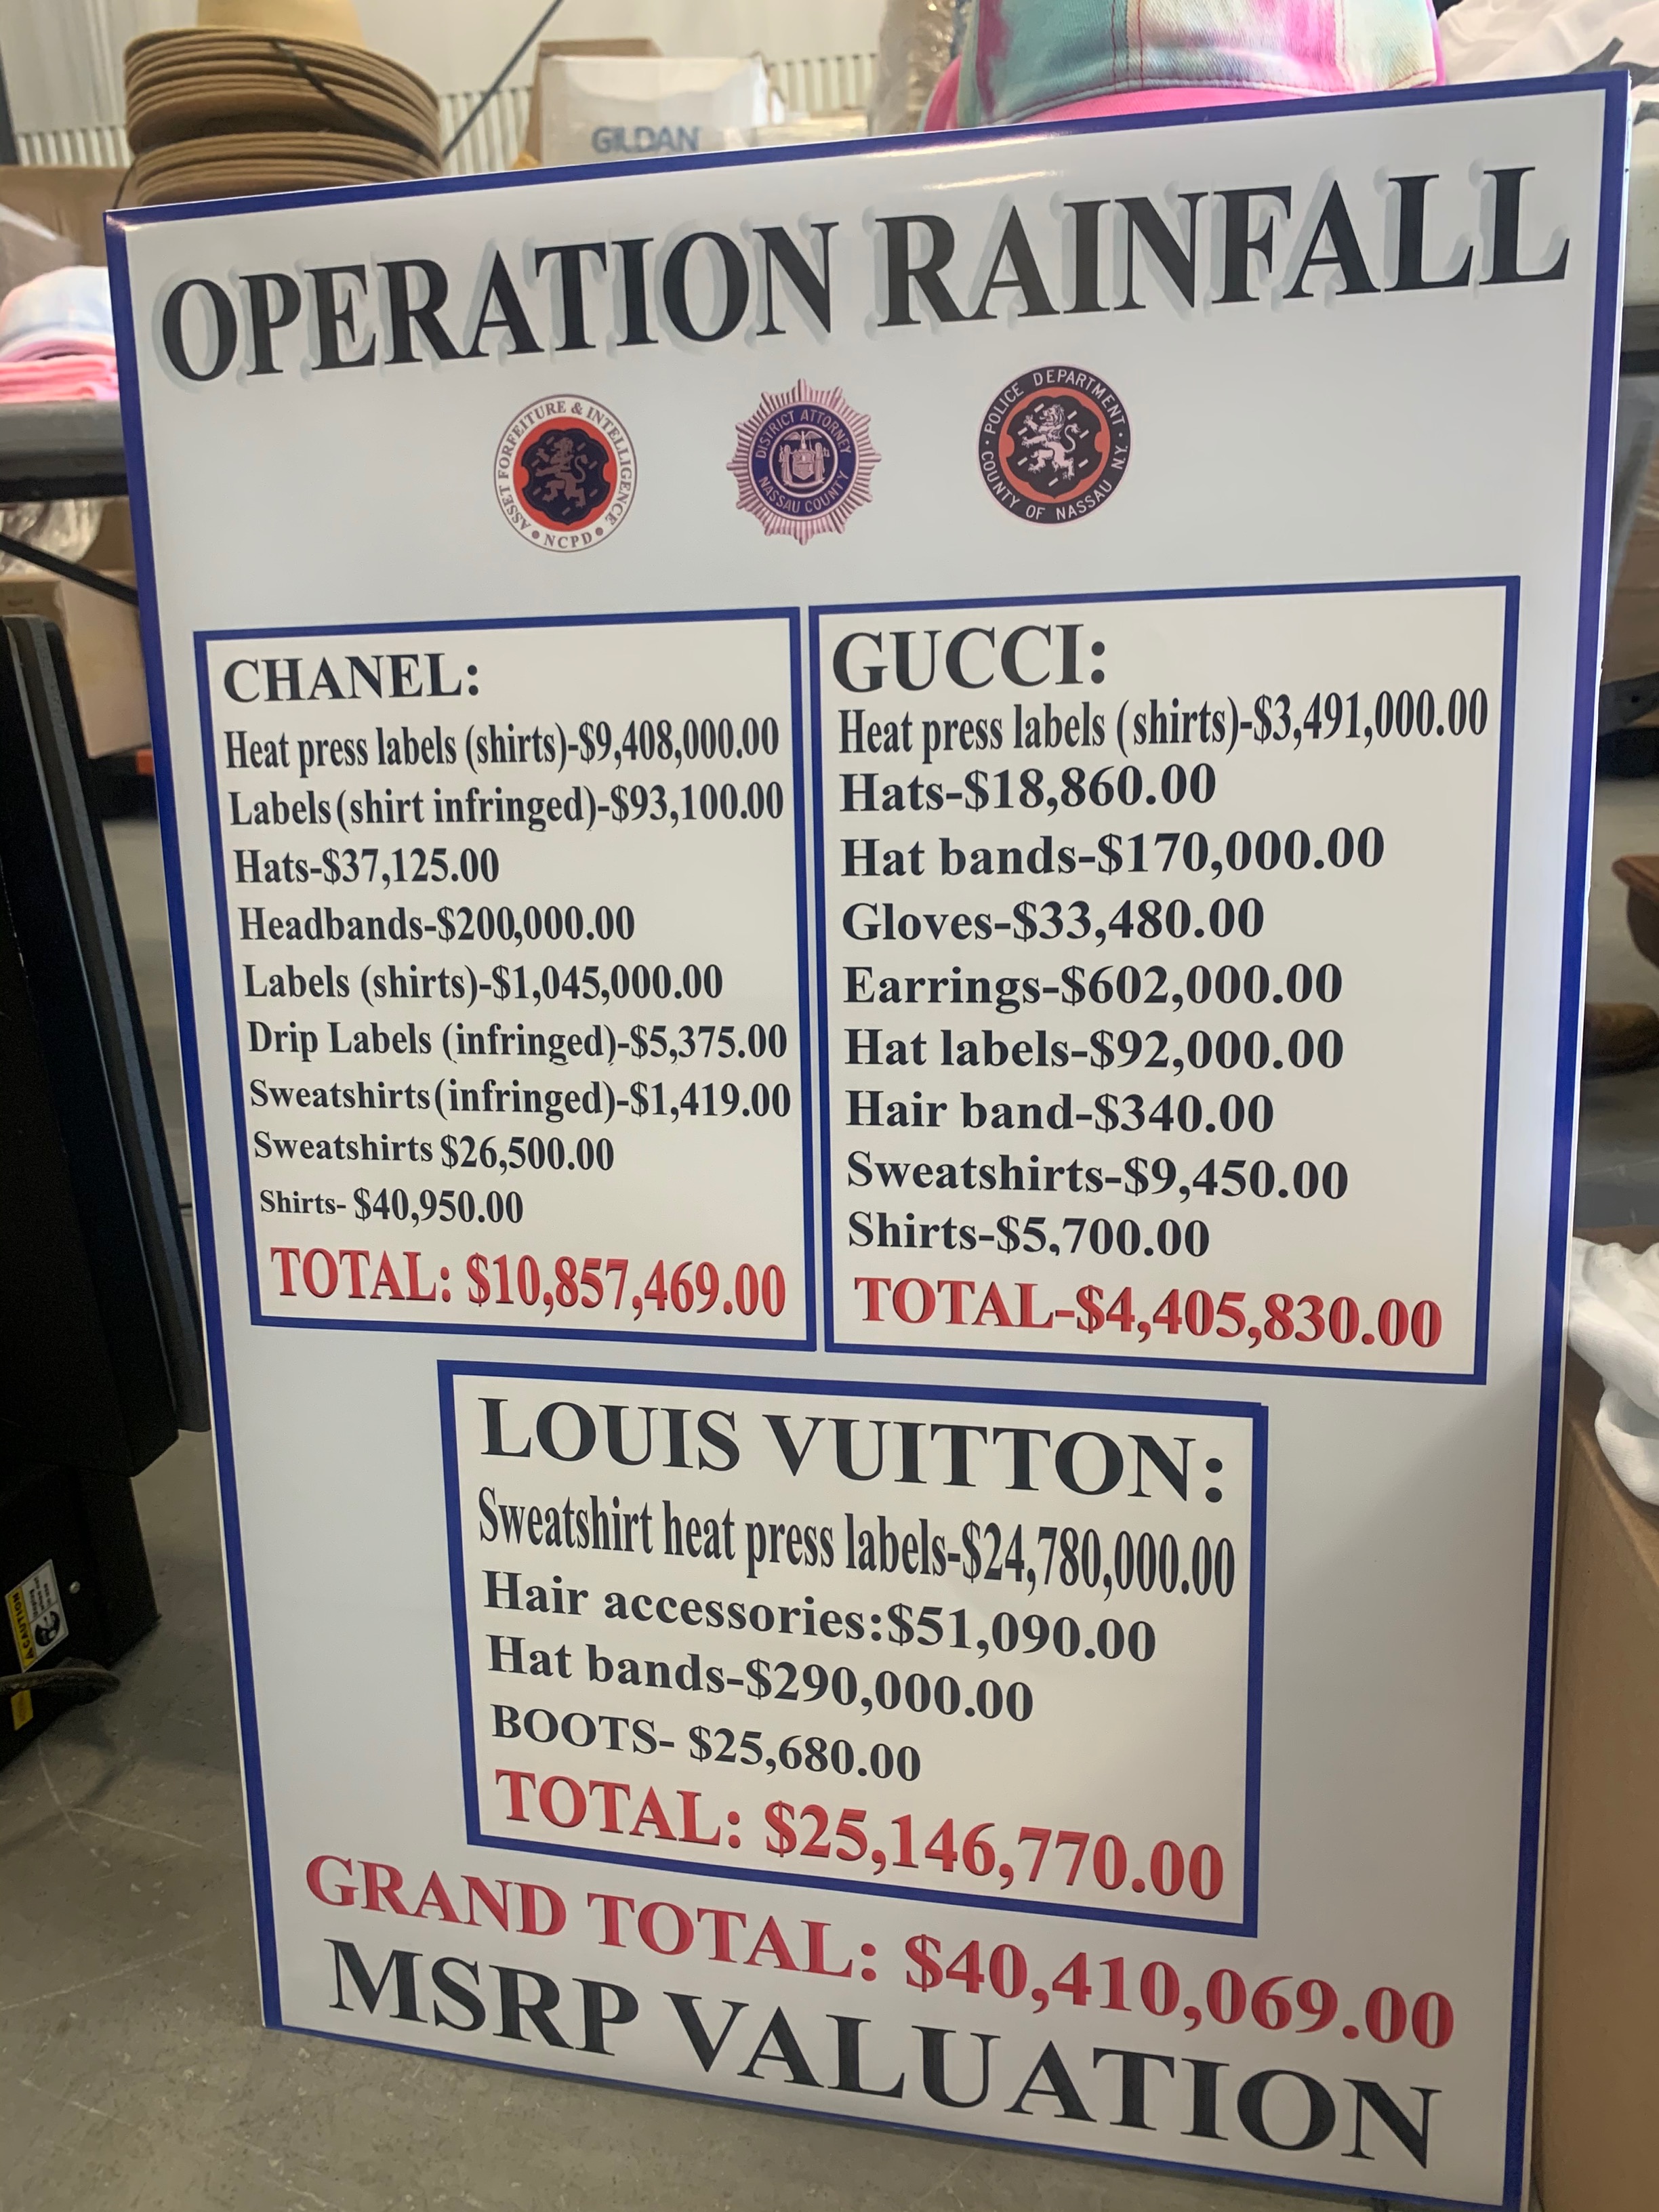 GILDAN
OPERATION RAINFALL
ASSET FORFEITURE & INTELLIGENCE
NCPD
DISTRICT ATTORNEY
NASSAU COUNTY
POLICE DEPARTMENT
COUNTY OF NASSAU N.Y.
CHANEL:
Heat press labels (shirts)-$9,408,000.00
Labels (shirt infringed)-$93,100.00
Hats-$37,125.00
Headbands-$200,000.00
Labels (shirts)-$1,045,000.00
Drip Labels (infringed)-$5,375.00
Sweatshirts (infringed)-$1,419.00
Sweatshirts $26,500.00
Shirts- $40,950.00
TOTAL: $10,857,469.00
GUCCI:
Heat press labels (shirts)-$3,491,000.00
Hats-$18,860.00
Hat bands-$170,000.00
Gloves-$33,480.00
Earrings-$602,000.00
Hat labels-$92,000.00
Hair band-$340.00
Sweatshirts-$9,450.00
Shirts-$5,700.00
TOTAL-$4,405,830.00
LOUIS VUITTON:
Sweatshirt heat press labels-$24,780,000.00
Hair accessories:$51,090.00
Hat bands-$290,000.00
BOOTS- $25,680.00
TOTAL: $25,146,770.00
GRAND TOTAL: $40,410,069.00
MSRP VALUATION
CAUTION